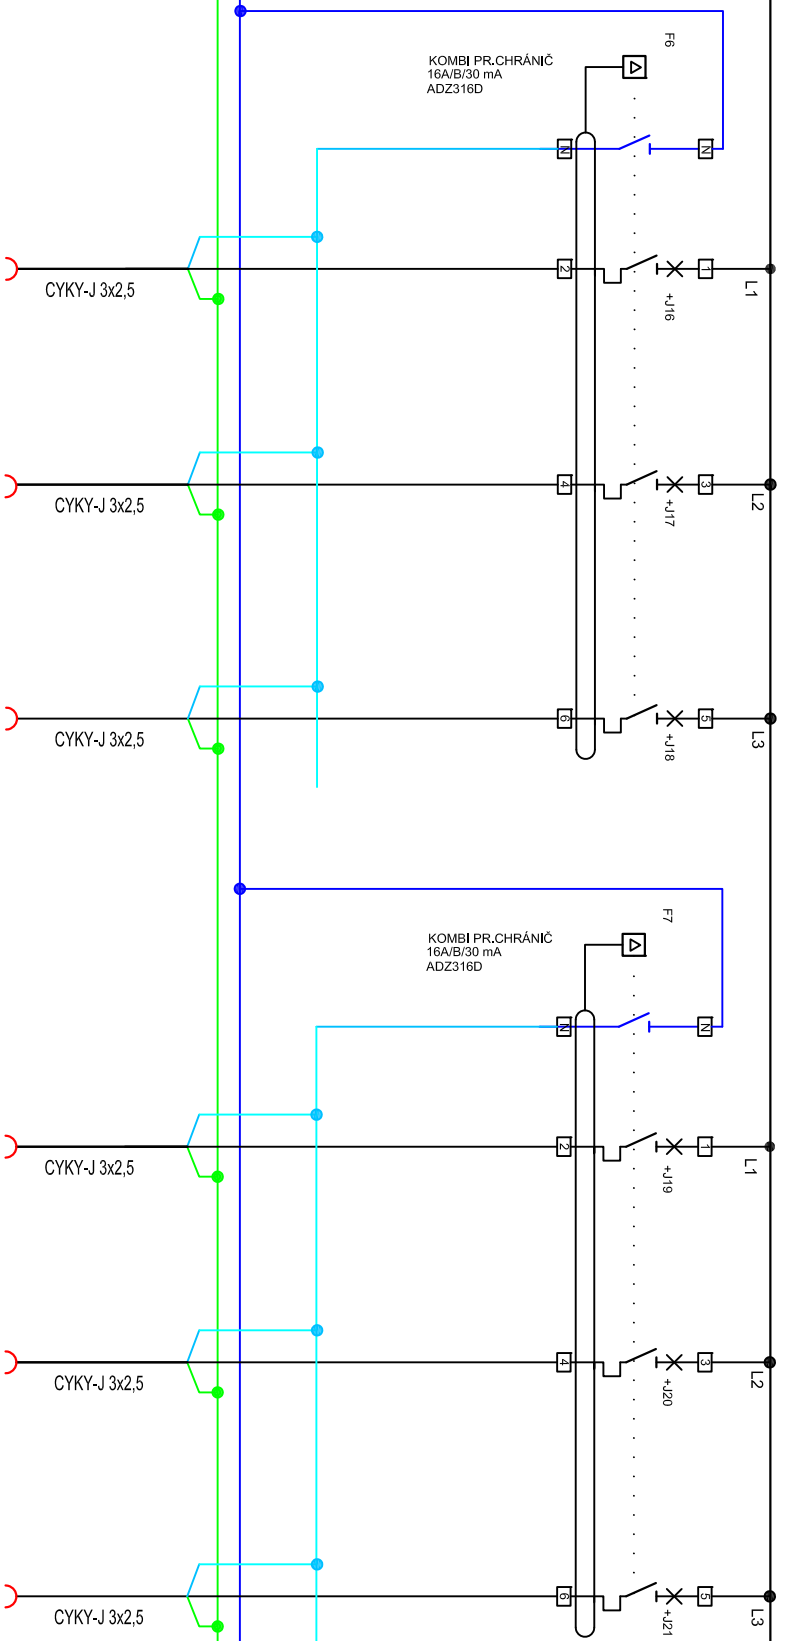 F6
KOMBI PR.CHRÁNIČ
16A/B/30 mA
ADZ316D
N
N
2
1
L1
CYKY-J 3x2,5
+J16
4
3
L2
CYKY-J 3x2,5
+J17
6
5
L3
CYKY-J 3x2,5
+J18
F7
KOMBI PR.CHRÁNIČ
16A/B/30 mA
ADZ316D
N
N
2
1
L1
CYKY-J 3x2,5
+J19
4
3
L2
CYKY-J 3x2,5
+J20
6
5
L3
CYKY-J 3x2,5
+J21